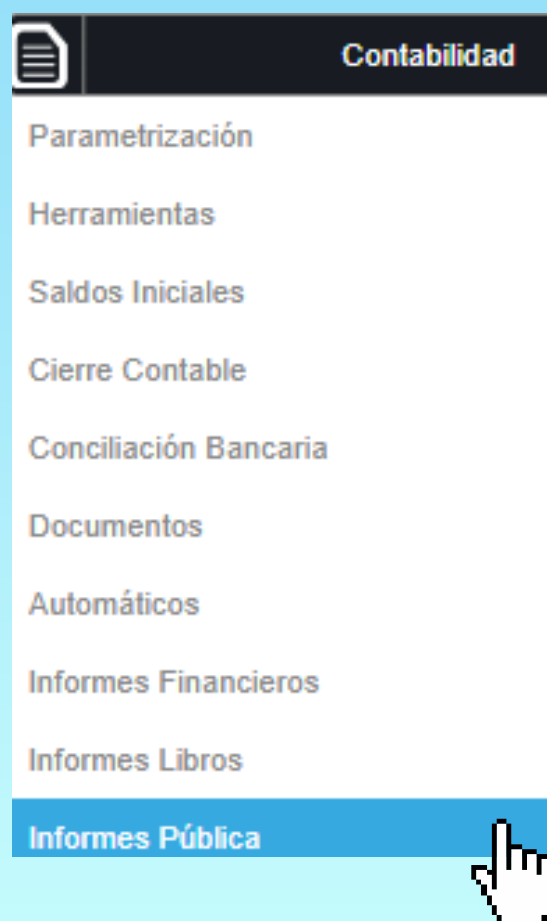 Contabilidad
Parametrización
Herramientas
Saldos Iniciales
Cierre Contable
Conciliación Bancaria
Documentos
Automáticos
Informes Financieros
Informes Libros
Informes Pública